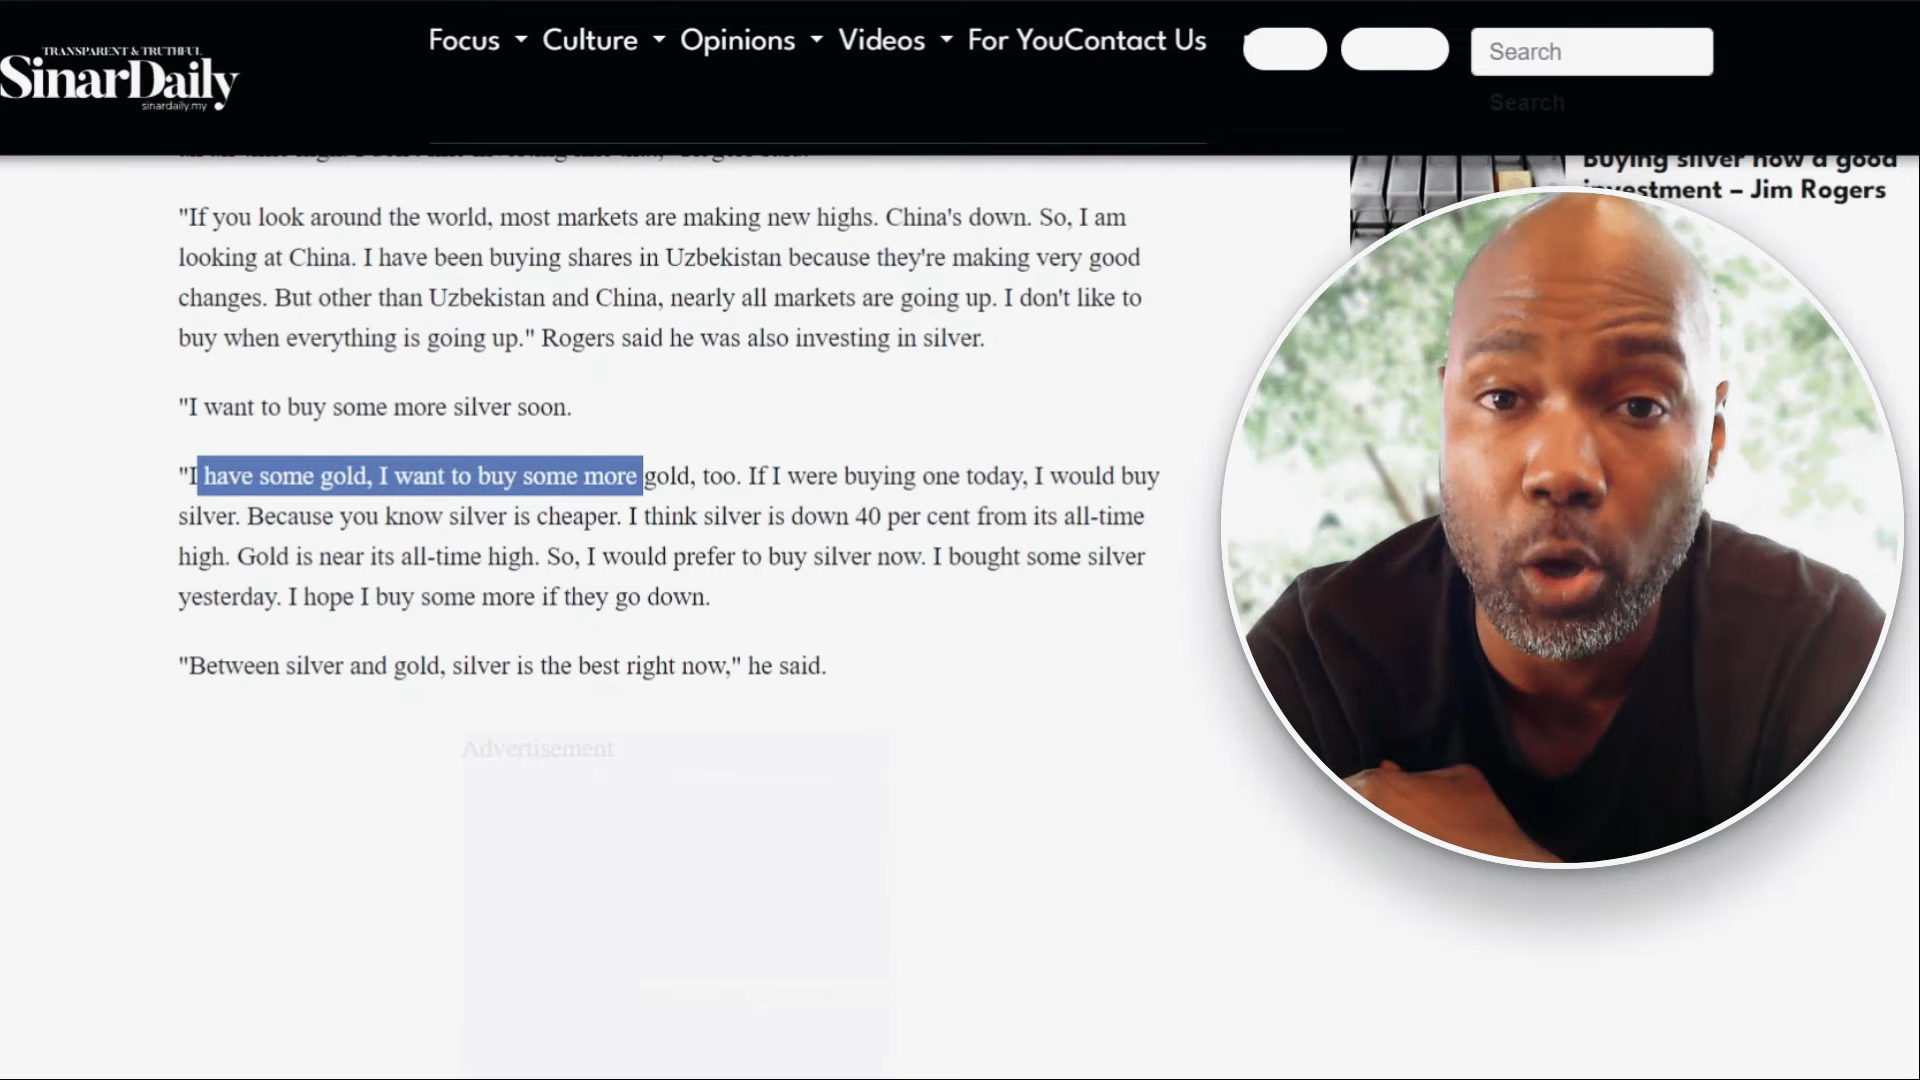 TRANSPARENT & TRUTHFUL
SinarDaily
sinardaily.my
Focus Culture Opinions Videos For YouContact Us
Search
Search
Buying silver now a good
investment – Jim Rogers
"If you look around the world, most markets are making new highs. China's down. So, I am
looking at China. I have been buying shares in Uzbekistan because they're making very good
changes. But other than Uzbekistan and China, nearly all markets are going up. I don't like to
buy when everything is going up." Rogers said he was also investing in silver.
"I want to buy some more silver soon.
"I have some gold, I want to buy some more gold, too. If I were buying one today, I would buy
silver. Because you know silver is cheaper. I think silver is down 40 per cent from its all-time
high. Gold is near its all-time high. So, I would prefer to buy silver now. I bought some silver
yesterday. I hope I buy some more if they go down.
"Between silver and gold, silver is the best right now," he said.
Advertisement